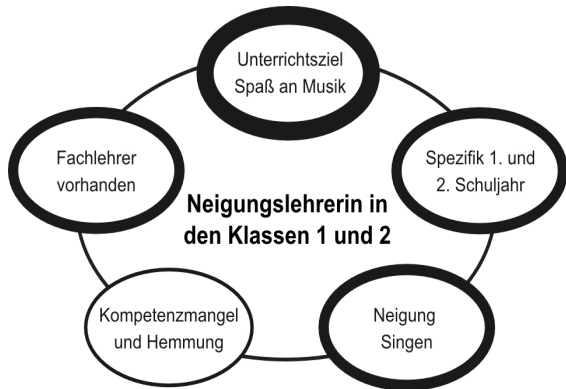 Unterrichtsziel
Spaß an Musik
Fachlehrer
vorhanden
Spezifik 1. und
2. Schuljahr
Neigungslehrerin in
den Klassen 1 und 2
Kompetenzmangel
und Hemmung
Neigung
Singen